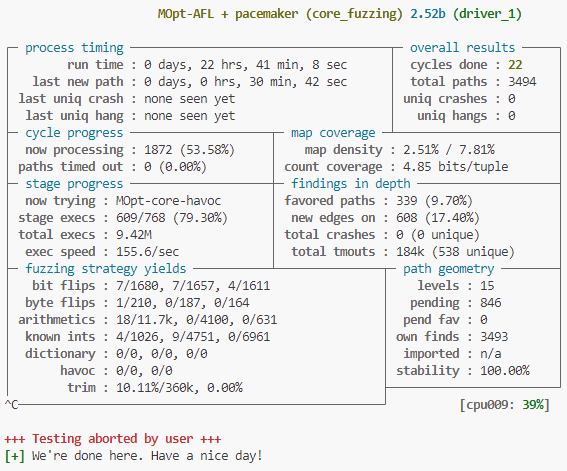 MOpt-AFL + pacemaker (core_fuzzing) 2.52b (driver_1)
process timing overall results
run time : 0 days, 22 hrs, 41 min, 8 sec cycles done : 22
last new path : 0 days, 0 hrs, 30 min, 42 sec total paths : 3494
last uniq crash : none seen yet uniq crashes : 0
last uniq hang : none seen yet uniq hangs : 0
cycle progress map coverage
now processing : 1872 (53.58%) map density : 2.51% / 7.81%
paths timed out : 0 (0.00%) count coverage : 4.85 bits/tuple
stage progress findings in depth
now trying : MOpt-core-havoc favored paths : 339 (9.70%)
stage execs : 609/768 (79.30%) new edges on : 608 (17.40%)
total execs : 9.42M total crashes : 0 (0 unique)
exec speed : 155.6/sec total tmouts : 184k (538 unique)
fuzzing strategy yields path geometry
bit flips : 7/1680, 7/1657, 4/1611 levels : 15
byte flips : 1/210, 0/187, 0/164 pending : 846
arithmetics : 18/11.7k, 0/4100, 0/631 pend fav : 0
known ints : 4/1026, 9/4751, 0/6961 own finds : 3493
dictionary : 0/0, 0/0, 0/0 imported : n/a
havoc : 0/0, 0/0 stability : 100.00%
trim : 10.11%/360k, 0.00%
^C [cpu009: 39%]
+++ Testing aborted by user +++
[+] We're done here. Have a nice day!